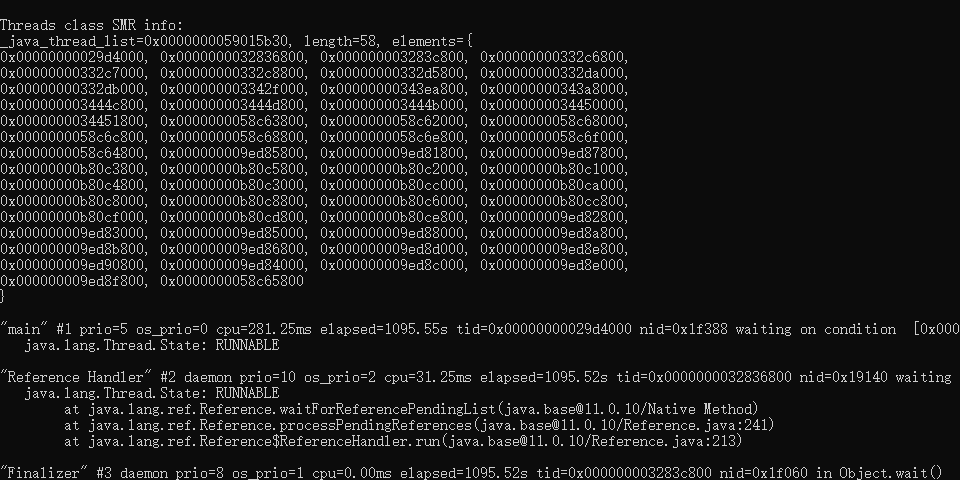 Threads class SMR info:
_java_thread_list=0x0000000059015b30, length=58, elements={
0x00000000029d4000, 0x0000000032836800, 0x000000003283c800, 0x00000000332c6800,
0x00000000332c7000, 0x00000000332c8800, 0x00000000332d5800, 0x00000000332da000,
0x00000000332db000, 0x000000003342f000, 0x00000000343ea800, 0x00000000343a8000,
0x000000003444c800, 0x000000003444d800, 0x000000003444b000, 0x0000000034450000,
0x0000000034451800, 0x0000000058c63800, 0x0000000058c62000, 0x0000000058c68000,
0x0000000058c6c800, 0x0000000058c68800, 0x0000000058c6e800, 0x0000000058c6f000,
0x0000000058c64800, 0x000000009ed85800, 0x000000009ed81800, 0x000000009ed87800,
0x00000000b80c3800, 0x00000000b80c5800, 0x00000000b80c2000, 0x00000000b80c1000,
0x00000000b80c4800, 0x00000000b80c3000, 0x00000000b80cc000, 0x00000000b80ca000,
0x00000000b80c8000, 0x00000000b80c8800, 0x00000000b80c6000, 0x00000000b80cc800,
0x00000000b80cf000, 0x00000000b80cd800, 0x00000000b80ce800, 0x000000009ed82800,
0x000000009ed83000, 0x000000009ed85000, 0x000000009ed88000, 0x000000009ed8a800,
0x000000009ed8b800, 0x000000009ed86800, 0x000000009ed8d000, 0x000000009ed8e800,
0x000000009ed90800, 0x000000009ed84000, 0x000000009ed8c000, 0x000000009ed8e000,
0x000000009ed8f800, 0x0000000058c65800
}
"main" #1 prio=5 os_prio=0 cpu=281.25ms elapsed=1095.55s tid=0x00000000029d4000 nid=0x1f388 waiting on condition  [0x000
   java.lang.Thread.State: RUNNABLE
"Reference Handler" #2 daemon prio=10 os_prio=2 cpu=31.25ms elapsed=1095.52s tid=0x0000000032836800 nid=0x19140 waiting
   java.lang.Thread.State: RUNNABLE
        at java.lang.ref.Reference.waitForReferencePendingList(java.base@11.0.10/Native Method)
        at java.lang.ref.Reference.processPendingReferences(java.base@11.0.10/Reference.java:241)
        at java.lang.ref.Reference$ReferenceHandler.run(java.base@11.0.10/Reference.java:213)
"Finalizer" #3 daemon prio=8 os_prio=1 cpu=0.00ms elapsed=1095.52s tid=0x000000003283c800 nid=0x1f060 in Object.wait()